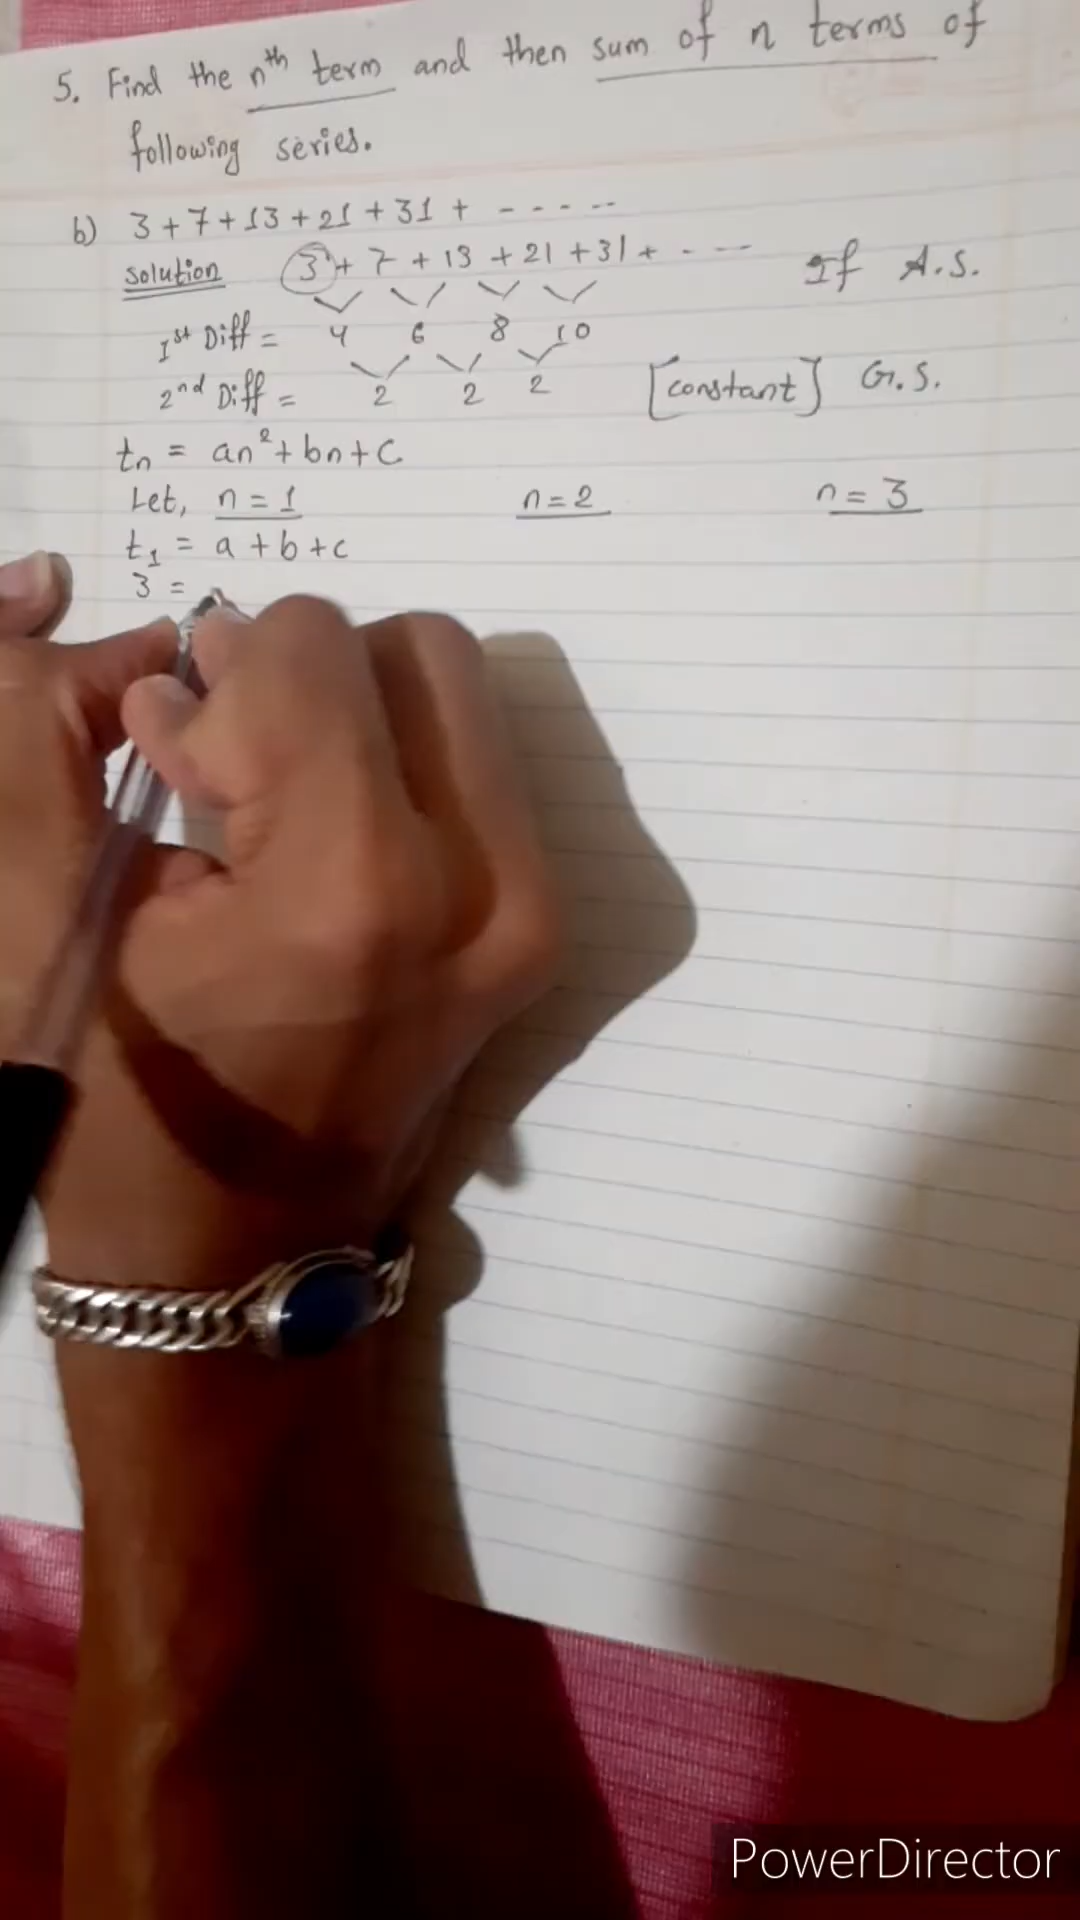 5. Find the nth term and then sum of n terms of
following series.
b) 3 + 7 + 13 + 21 + 31 + - - - - --
Solution 3 + 7 + 13 + 21 + 31 + - - -- If A.S.
1st Diff = 4 6 8 10
2nd Diff = 2 2 2 [constant] G.S.
tn = an² + bn + c
Let, n = 1 n = 2 n = 3
t1 = a + b + c
3 =
PowerDirector